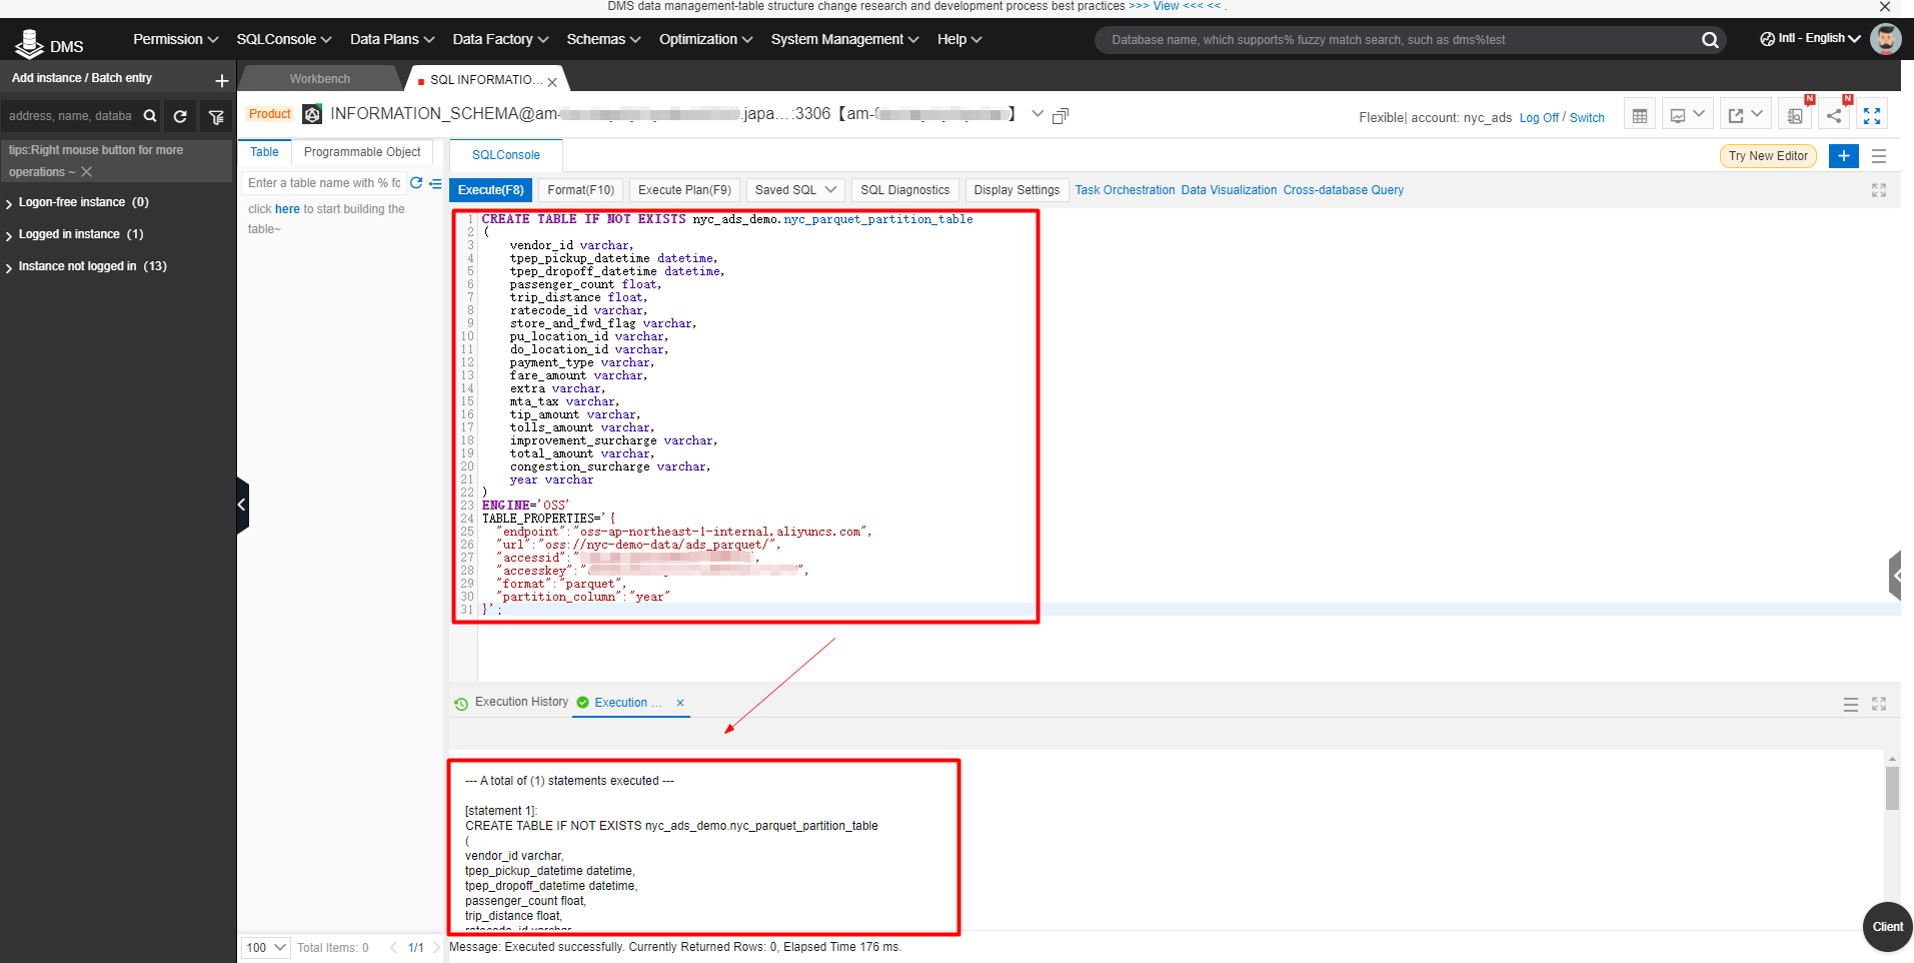 DMS data management-table structure change research and development process best practices >>> View <<< << .
DMS
Permission
SQLConsole
Data Plans
Data Factory
Schemas
Optimization
System Management
Help
Database name, which supports% fuzzy match search, such as dms%test
Intl - English
Add instance / Batch entry
Workbench
SQL INFORMATIO...
address, name, databa
Product
INFORMATION_SCHEMA@am-
.japa...:3306【am-
】
Flexible| account: nyc_ads Log Off / Switch
N
N
tips:Right mouse button for more
operations ~
Logon-free instance (0)
Logged in instance (1)
Instance not logged in (13)
Table
Programmable Object
Enter a table name with % fo
click here to start building the
table~
SQLConsole
Try New Editor
Execute(F8)
Format(F10)
Execute Plan(F9)
Saved SQL
SQL Diagnostics
Display Settings
Task Orchestration
Data Visualization
Cross-database Query
1 CREATE TABLE IF NOT EXISTS nyc_ads_demo.nyc_parquet_partition_table
2 (
3 vendor_id varchar,
4 tpep_pickup_datetime datetime,
5 tpep_dropoff_datetime datetime,
6 passenger_count float,
7 trip_distance float,
8 ratecode_id varchar,
9 store_and_fwd_flag varchar,
10 pu_location_id varchar,
11 do_location_id varchar,
12 payment_type varchar,
13 fare_amount varchar,
14 extra varchar,
15 mta_tax varchar,
16 tip_amount varchar,
17 tolls_amount varchar,
18 improvement_surcharge varchar,
19 total_amount varchar,
20 congestion_surcharge varchar,
21 year varchar
22 )
23 ENGINE='OSS'
24 TABLE_PROPERTIES='{
25 "endpoint":"oss-ap-northeast-1-internal.aliyuncs.com",
26 "url":"oss://nyc-demo-data/ads_parquet/",
27 "accessid":"
28 "accesskey":"
29 "format":"parquet",
30 "partition_column":"year"
31 }';
Execution History
Execution ...
--- A total of (1) statements executed ---
[statement 1]:
CREATE TABLE IF NOT EXISTS nyc_ads_demo.nyc_parquet_partition_table
(
vendor_id varchar,
tpep_pickup_datetime datetime,
tpep_dropoff_datetime datetime,
passenger_count float,
trip_distance float,
ratecode_id varchar
100
Total Items: 0
1/1
Message: Executed successfully. Currently Returned Rows: 0, Elapsed Time 176 ms.
Client